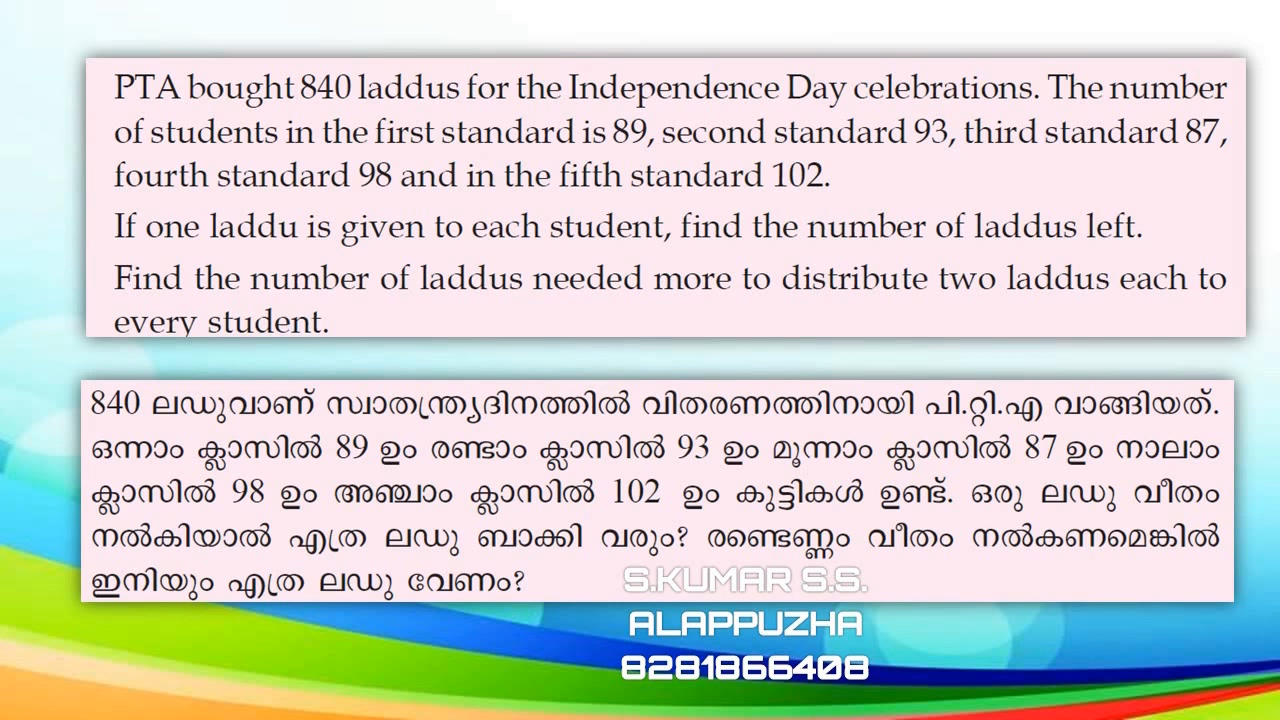 PTA bought 840 laddus for the Independence Day celebrations. The number
of students in the first standard is 89, second standard 93, third standard 87,
fourth standard 98 and in the fifth standard 102.
If one laddu is given to each student, find the number of laddus left.
Find the number of laddus needed more to distribute two laddus each to
every student.
840 ലഡുവാണ് സ്വാതന്ത്ര്യദിനത്തിൽ വിതരണത്തിനായി പി.റ്റി.എ വാങ്ങിയത്.
ഒന്നാം ക്ലാസിൽ 89 ഉം രണ്ടാം ക്ലാസിൽ 93 ഉം മൂന്നാം ക്ലാസിൽ 87 ഉം നാലാം
ക്ലാസിൽ 98 ഉം അഞ്ചാം ക്ലാസിൽ 102 ഉം കുട്ടികൾ ഉണ്ട്. ഒരു ലഡു വീതം
നൽകിയാൽ എത്ര ലഡു ബാക്കി വരും? രണ്ടെണ്ണം വീതം നൽകണമെങ്കിൽ
ഇനിയും എത്ര ലഡു വേണം?
S.KUMAR S.S.
ALAPPUZHA
8281866408